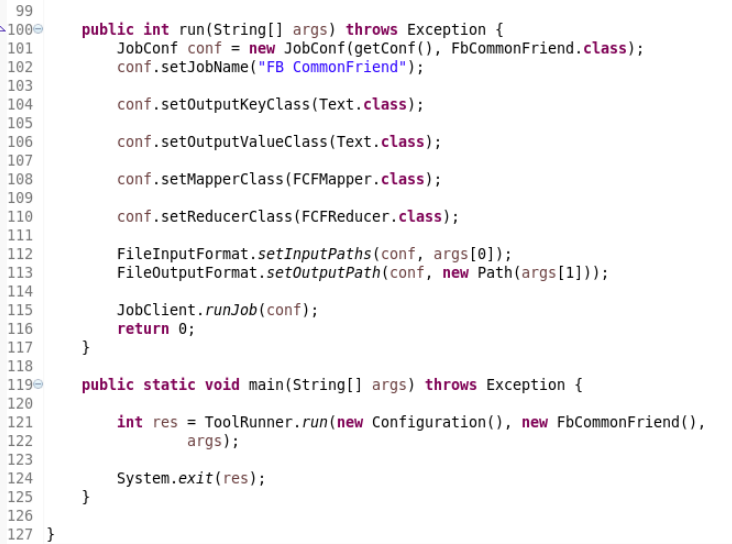 99
100 public int run(String[] args) throws Exception {
101 JobConf conf = new JobConf(getConf(), FbCommonFriend.class);
102 conf.setJobName("FB CommonFriend");
103
104 conf.setOutputKeyClass(Text.class);
105
106 conf.setOutputValueClass(Text.class);
107
108 conf.setMapperClass(FCFMapper.class);
109
110 conf.setReducerClass(FCFReducer.class);
111
112 FileInputFormat.setInputPaths(conf, args[0]);
113 FileOutputFormat.setOutputPath(conf, new Path(args[1]));
114
115 JobClient.runJob(conf);
116 return 0;
117 }
118
119 public static void main(String[] args) throws Exception {
120
121 int res = ToolRunner.run(new Configuration(), new FbCommonFriend(),
122 args);
123
124 System.exit(res);
125 }
126
127 }